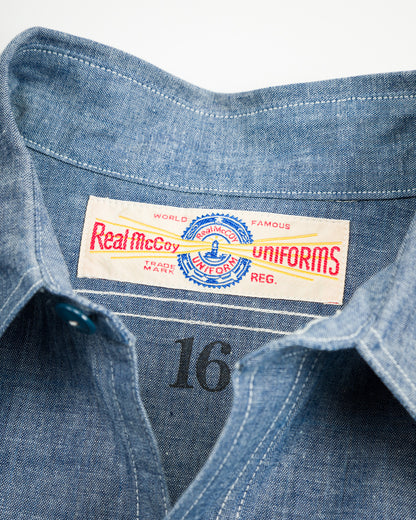 WORLD FAMOUS
Real McCoy UNIFORMS
Real McCoy
UNIFORM
TRADE
MARK
REG.
16